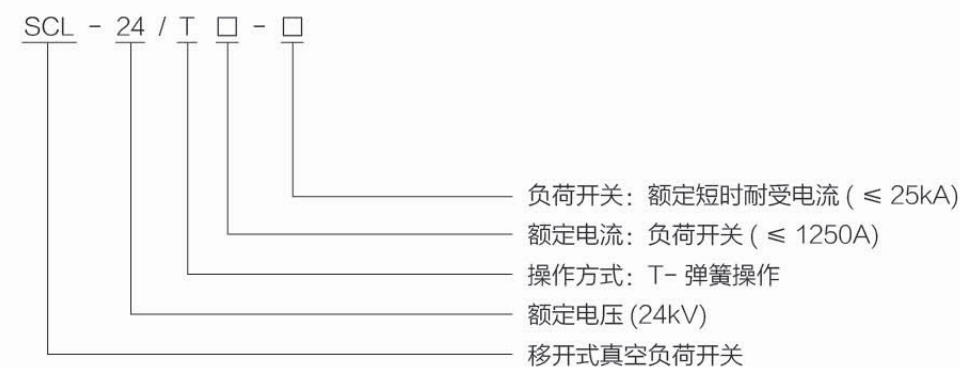 SCL - 24 / T □ - □
负荷开关：额定短时耐受电流 ( ≤ 25kA)
额定电流：负荷开关 ( ≤ 1250A)
操作方式：T- 弹簧操作
额定电压 (24kV)
移开式真空负荷开关